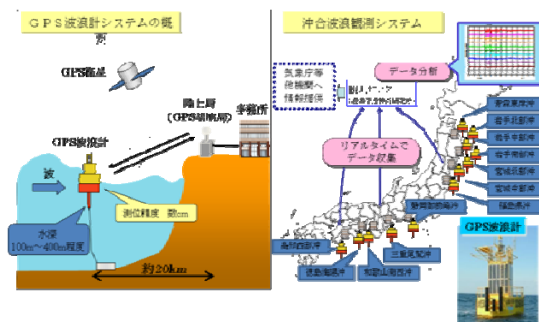 GPS波浪計システムの概要
GPS衛星
陸上局
(GPS観測局)
事務所
GPS波浪計
波
測位精度 数cm
水深
100m～400m程度
約20km
沖合波浪観測システム
データ分析
気象庁等
他機関へ
情報提供
リアルタイムで
データ収集
青森東岸沖
岩手北部沖
岩手中部沖
岩手南部沖
宮城北部沖
宮城中部沖
福島県沖
静岡御前崎沖
三重尾鷲沖
和歌山南西沖
徳島海陽沖
高知西部沖
GPS波浪計